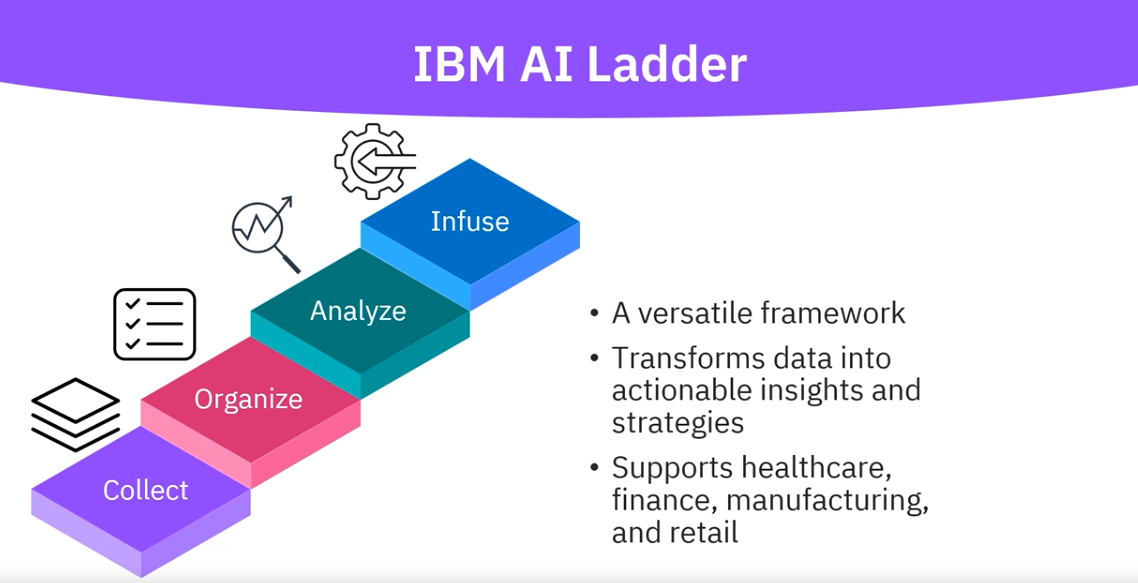 IBM AI Ladder
Infuse
Analyze
Organize
Collect
• A versatile framework
• Transforms data into
actionable insights and
strategies
• Supports healthcare,
finance, manufacturing,
and retail